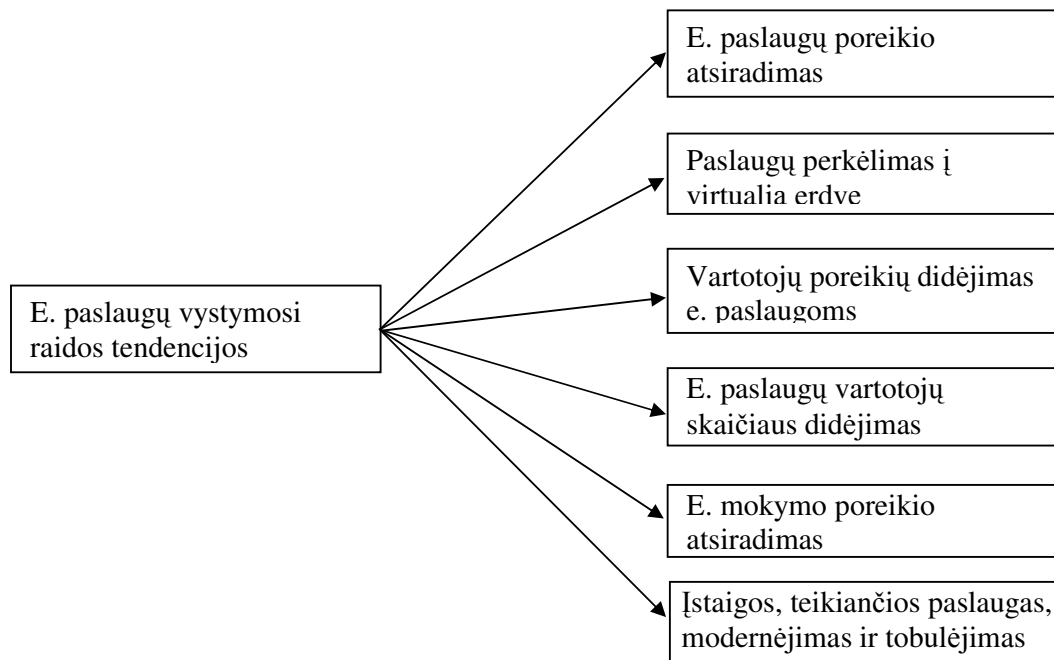 E. paslaugų poreikio
atsiradimas
Paslaugų perkėlimas į
virtualią erdvę
Vartotojų poreikių didėjimas
e. paslaugoms
E. paslaugų vystymosi
raidos tendencijos
E. paslaugų vartotojų
skaičiaus didėjimas
E. mokymo poreikio
atsiradimas
Įstaigos, teikiančios paslaugas,
modernėjimas ir tobulėjimas